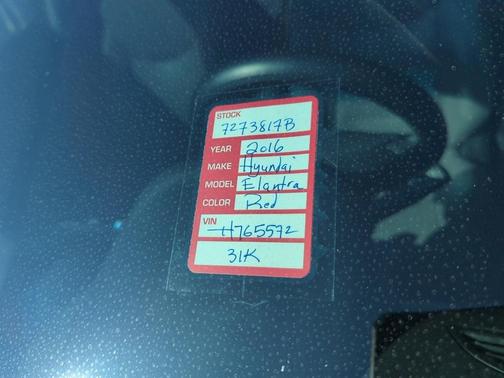 STOCK
7273817B
YEAR 2016
MAKE Hyundai
MODEL Elantra
COLOR Red
VIN
-H765572
31K